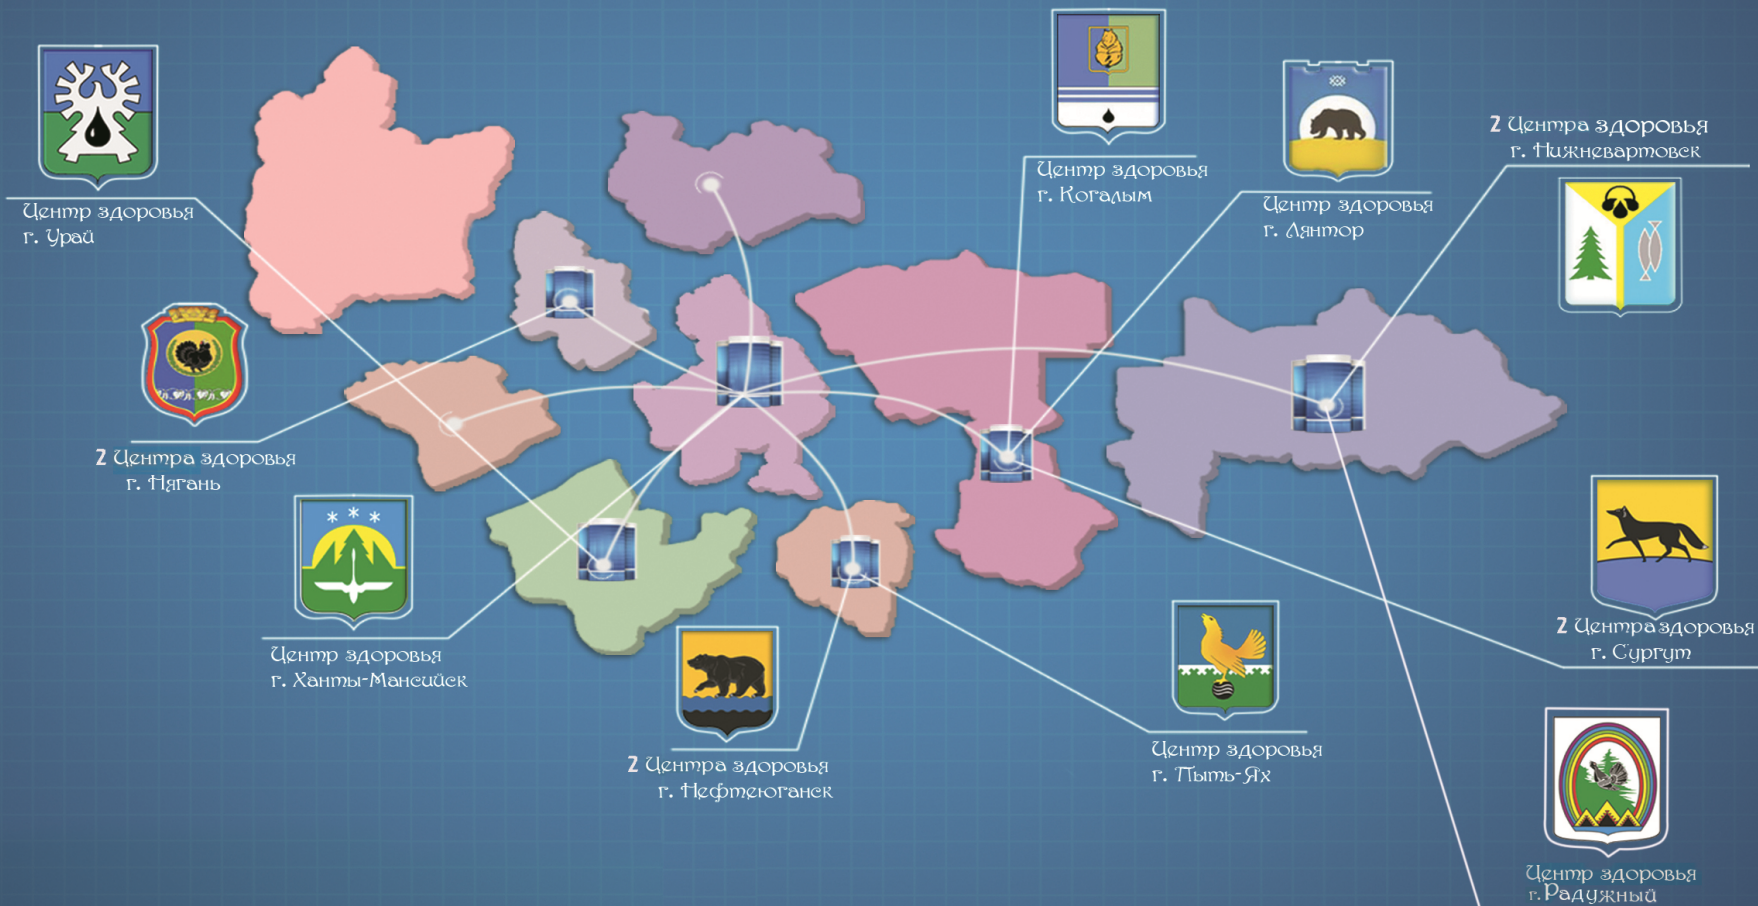 Центр здоровья
г. Урай
2 Центра здоровья
г. Нягань
Центр здоровья
г. Ханты-Мансийск
2 Центра здоровья
г. Нефтеюганск
Центр здоровья
г. Когалым
Центр здоровья
г. Лянтор
2 Центра здоровья
г. Нижневартовск
2 Центра здоровья
г. Сургут
Центр здоровья
г. Пыть-Ях
Центр здоровья
г. Радужный